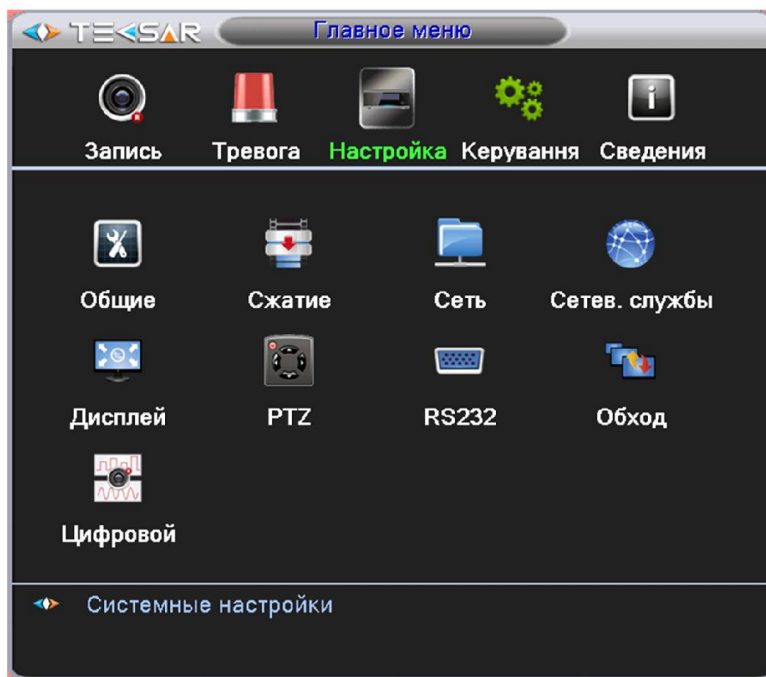 TECSAR Главное меню
Запись Тревога Настройка Керування Сведения
Общие Сжатие Сеть Сетев. службы
Дисплей PTZ RS232 Обход
Цифровой
Системные настройки